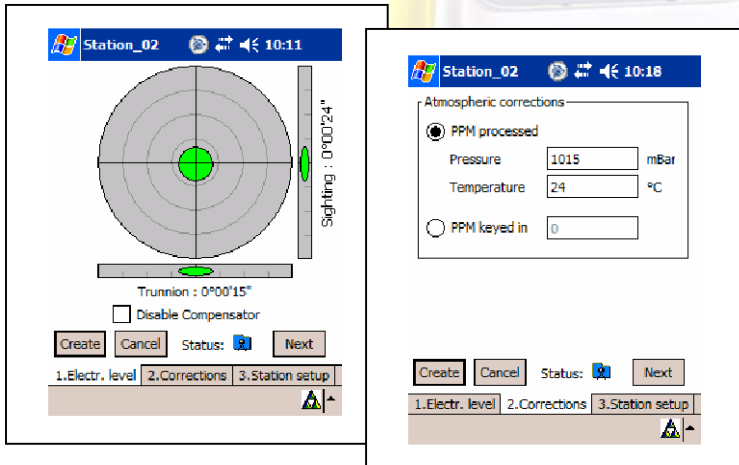 Station_02 10:11
Sighting : 0°00'24"
Trunnion : 0°00'15"
Disable Compensator
Create Cancel Status: Next
1.Electr. level 2.Corrections 3.Station setup
Station_02 10:18
Atmospheric corrections
PPM processed
Pressure 1015 mBar
Temperature 24 °C
PPM keyed in 0
Create Cancel Status: Next
1.Electr. level 2.Corrections 3.Station setup